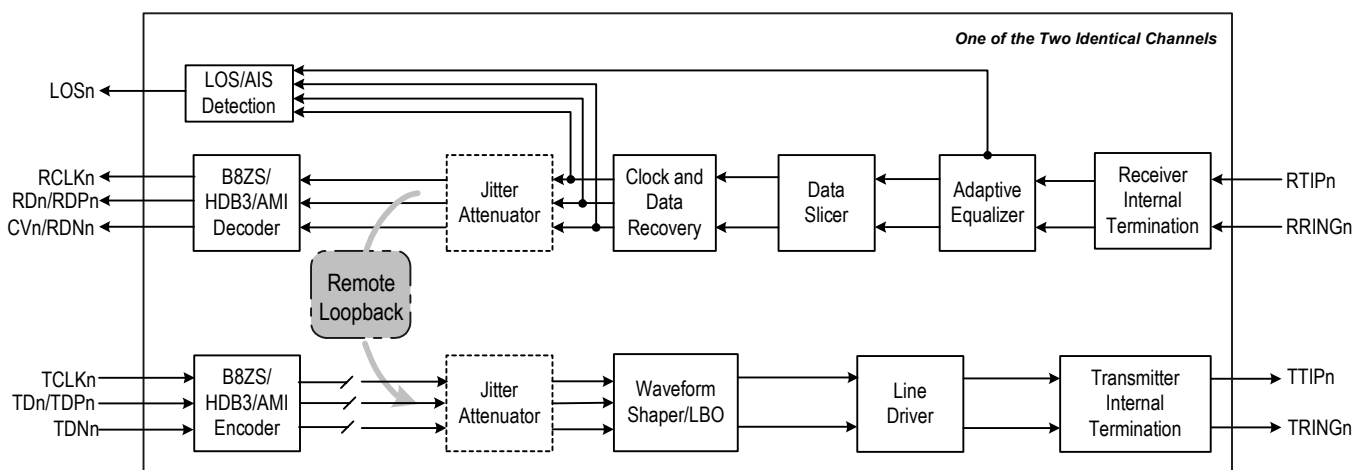 One of the Two Identical Channels
LOSn
LOS/AIS
Detection
RCLKn
RDn/RDPn
CVn/RDNn
B8ZS/
HDB3/AMI
Decoder
Jitter
Attenuator
Clock and
Data
Recovery
Data
Slicer
Adaptive
Equalizer
Receiver
Internal
Termination
RTIPn
RRINGn
Remote
Loopback
TCLKn
TDn/TDPn
TDNn
B8ZS/
HDB3/AMI
Encoder
Jitter
Attenuator
Waveform
Shaper/LBO
Line
Driver
Transmitter
Internal
Termination
TTIPn
TRINGn